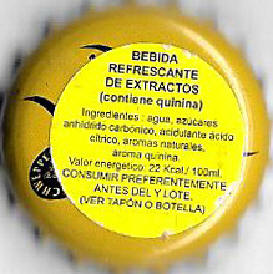 BEBIDA
REFRESCANTE
DE EXTRACTOS
(contiene quinina)
Ingredientes : agua, azúcares
anhídrido carbónico, acidulante ácido
cítrico, aromas naturales,
aroma quinina.
Valor energético: 22 Kcal./ 100ml.
CONSUMIR PREFERENTEMENTE
ANTES DEL Y LOTE,
(VER TAPÓN O BOTELLA)